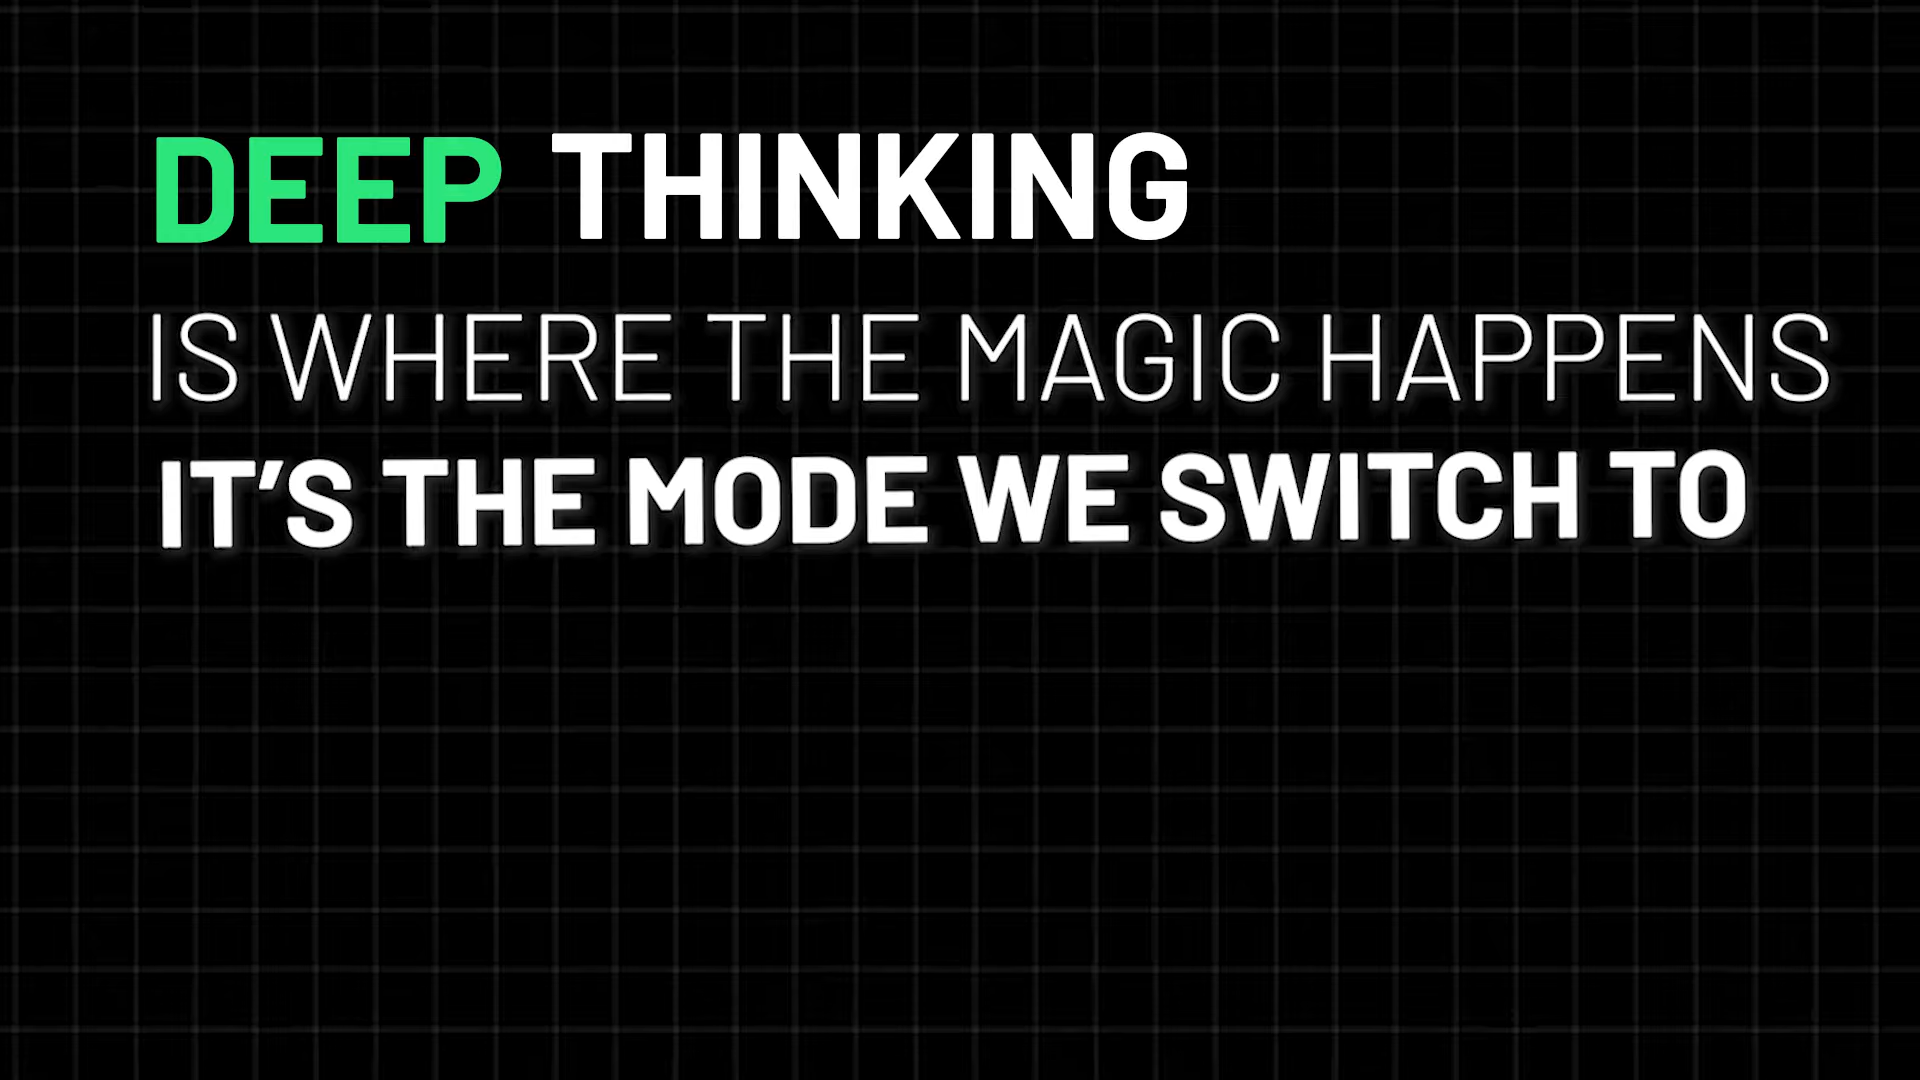 DEEP THINKING
IS WHERE THE MAGIC HAPPENS
IT’S THE MODE WE SWITCH TO